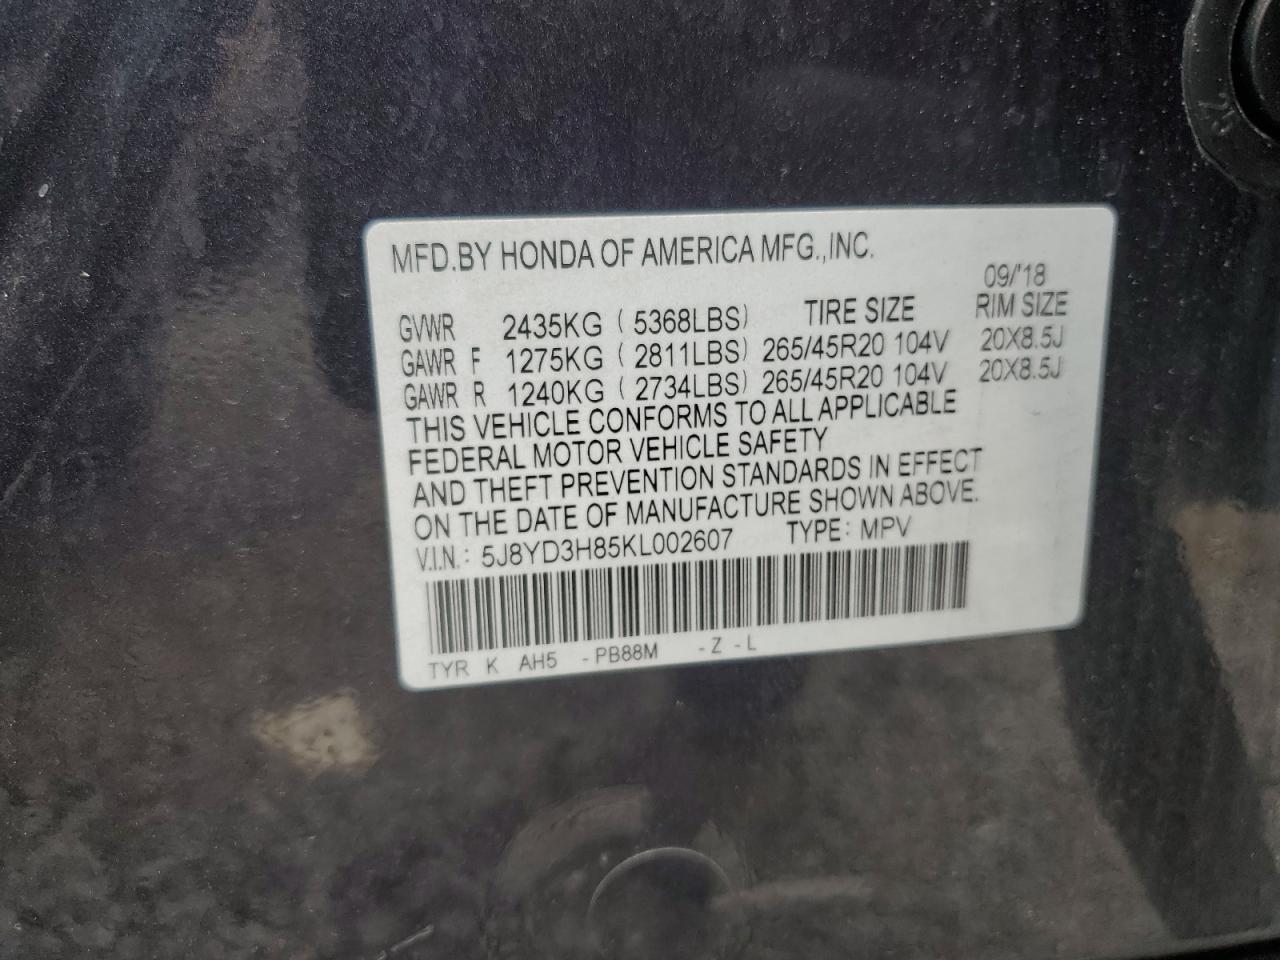 MFD.BY HONDA OF AMERICA MFG.,INC.
09/'18
GVWR 2435KG ( 5368LBS) TIRE SIZE RIM SIZE
GAWR F 1275KG ( 2811LBS) 265/45R20 104V 20X8.5J
GAWR R 1240KG ( 2734LBS) 265/45R20 104V 20X8.5J
THIS VEHICLE CONFORMS TO ALL APPLICABLE
FEDERAL MOTOR VEHICLE SAFETY
AND THEFT PREVENTION STANDARDS IN EFFECT
ON THE DATE OF MANUFACTURE SHOWN ABOVE.
V.I.N.: 5J8YD3H85KL002607 TYPE: MPV
TYR K AH5 -PB88M -Z -L